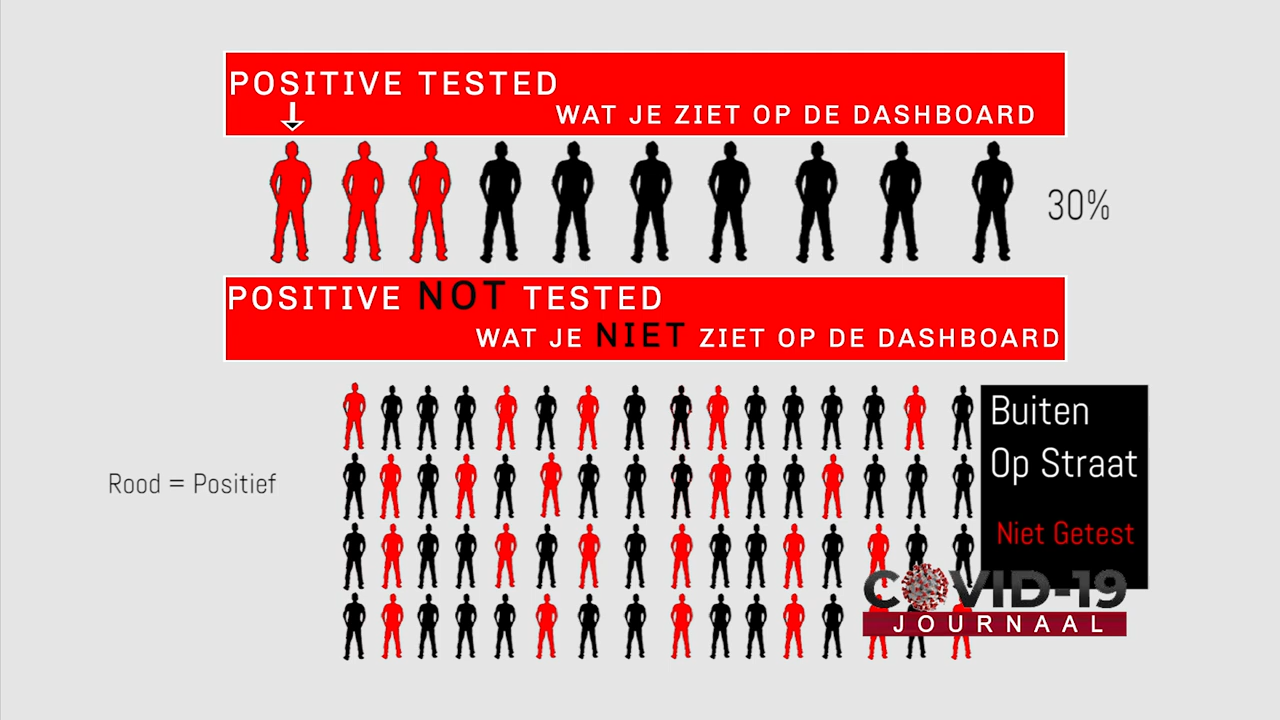 POSITIVE TESTED
WAT JE ZIET OP DE DASHBOARD
30%
POSITIVE NOT TESTED
WAT JE NIET ZIET OP DE DASHBOARD
Buiten
Op Straat
Rood = Positief
Niet Getest
COVID-19
JOURNAAL